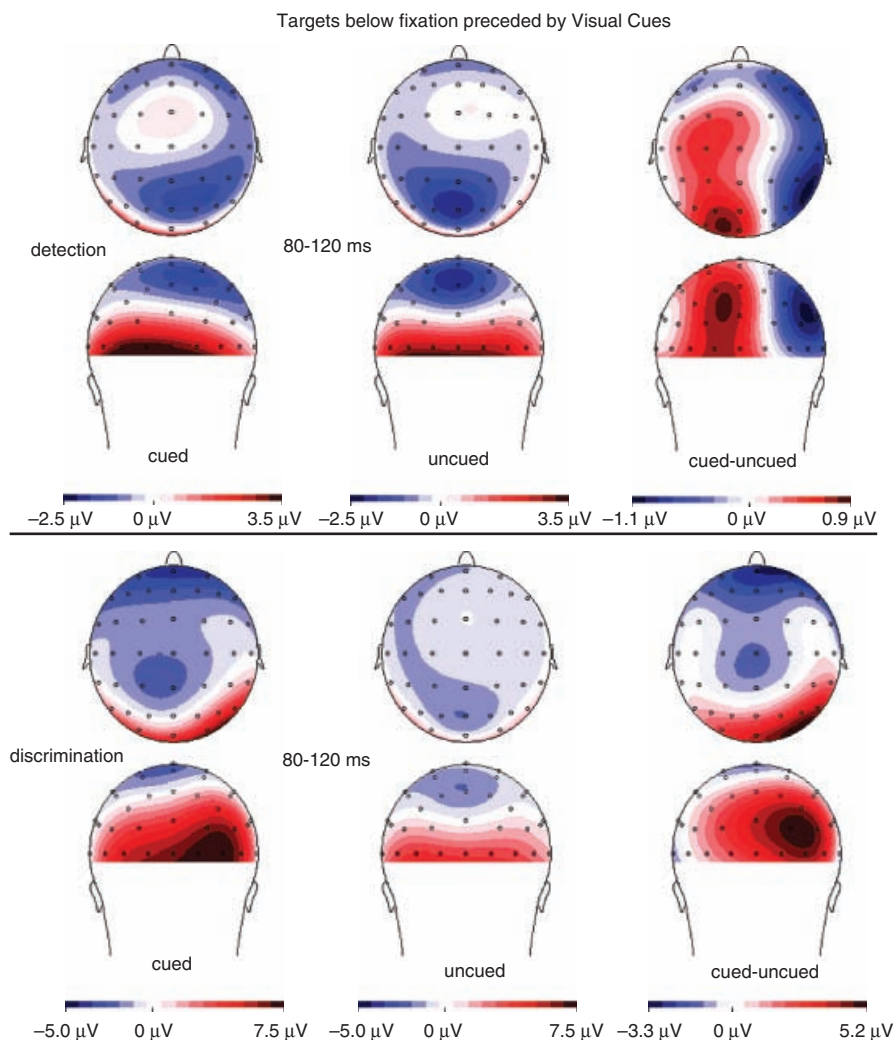 Targets below fixation preceded by Visual Cues
detection
80-120 ms
cued
uncued
cued-uncued
−2.5 µV 0 µV 3.5 µV
−2.5 µV 0 µV 3.5 µV
−1.1 µV 0 µV 0.9 µV
discrimination
80-120 ms
cued
uncued
cued-uncued
−5.0 µV 0 µV 7.5 µV
−5.0 µV 0 µV 7.5 µV
−3.3 µV 0 µV 5.2 µV